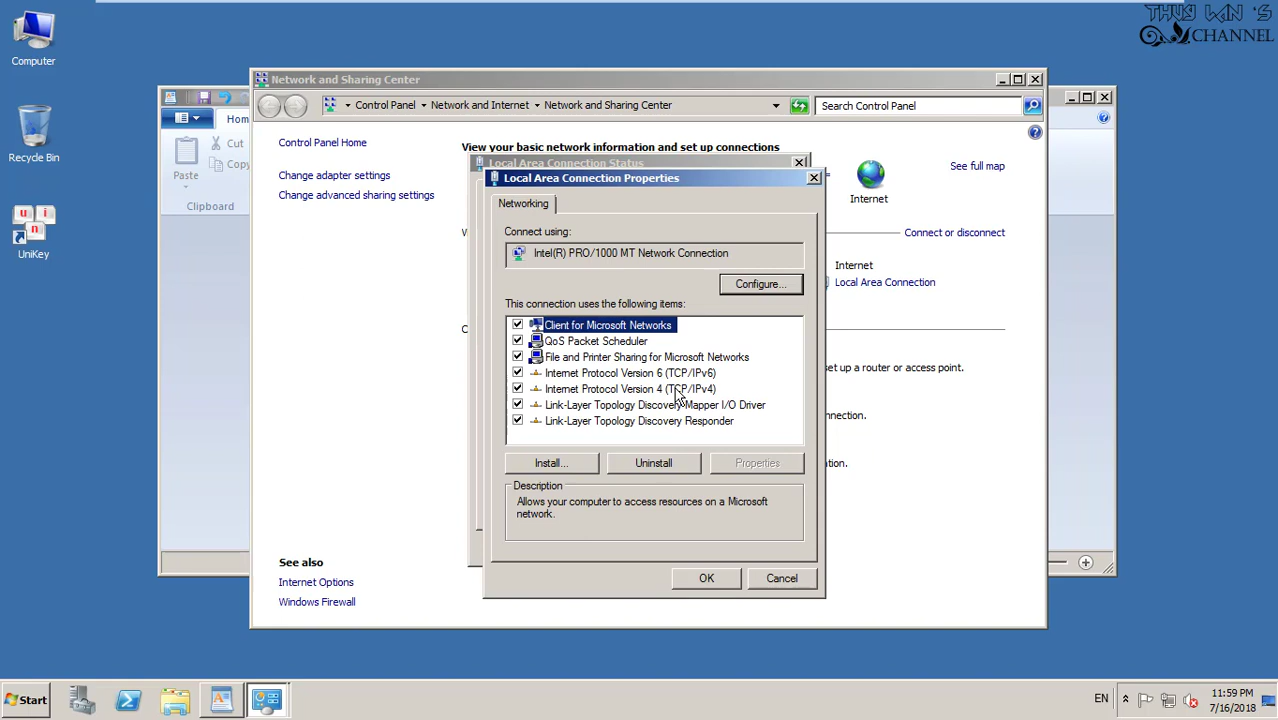 THUY WIN 'S
CHANNEL
Computer
Recycle Bin
UniKey
Hom
Cut
Copy
Paste
Clipboard
Network and Sharing Center
Control Panel
Network and Internet
Network and Sharing Center
Search Control Panel
Control Panel Home
Change adapter settings
Change advanced sharing settings
View your basic network information and set up connections
See full map
Internet
Connect or disconnect
Internet
Local Area Connection
set up a router or access point.
See also
Internet Options
Windows Firewall
Local Area Connection Status
Local Area Connection Properties
Networking
Connect using:
Intel(R) PRO/1000 MT Network Connection
Configure...
This connection uses the following items:
Client for Microsoft Networks
QoS Packet Scheduler
File and Printer Sharing for Microsoft Networks
Internet Protocol Version 6 (TCP/IPv6)
Internet Protocol Version 4 (TCP/IPv4)
Link-Layer Topology Discovery Mapper I/O Driver
Link-Layer Topology Discovery Responder
Install...
Uninstall
Properties
Description
Allows your computer to access resources on a Microsoft
network.
OK
Cancel
Start
EN
11:59 PM
7/16/2018